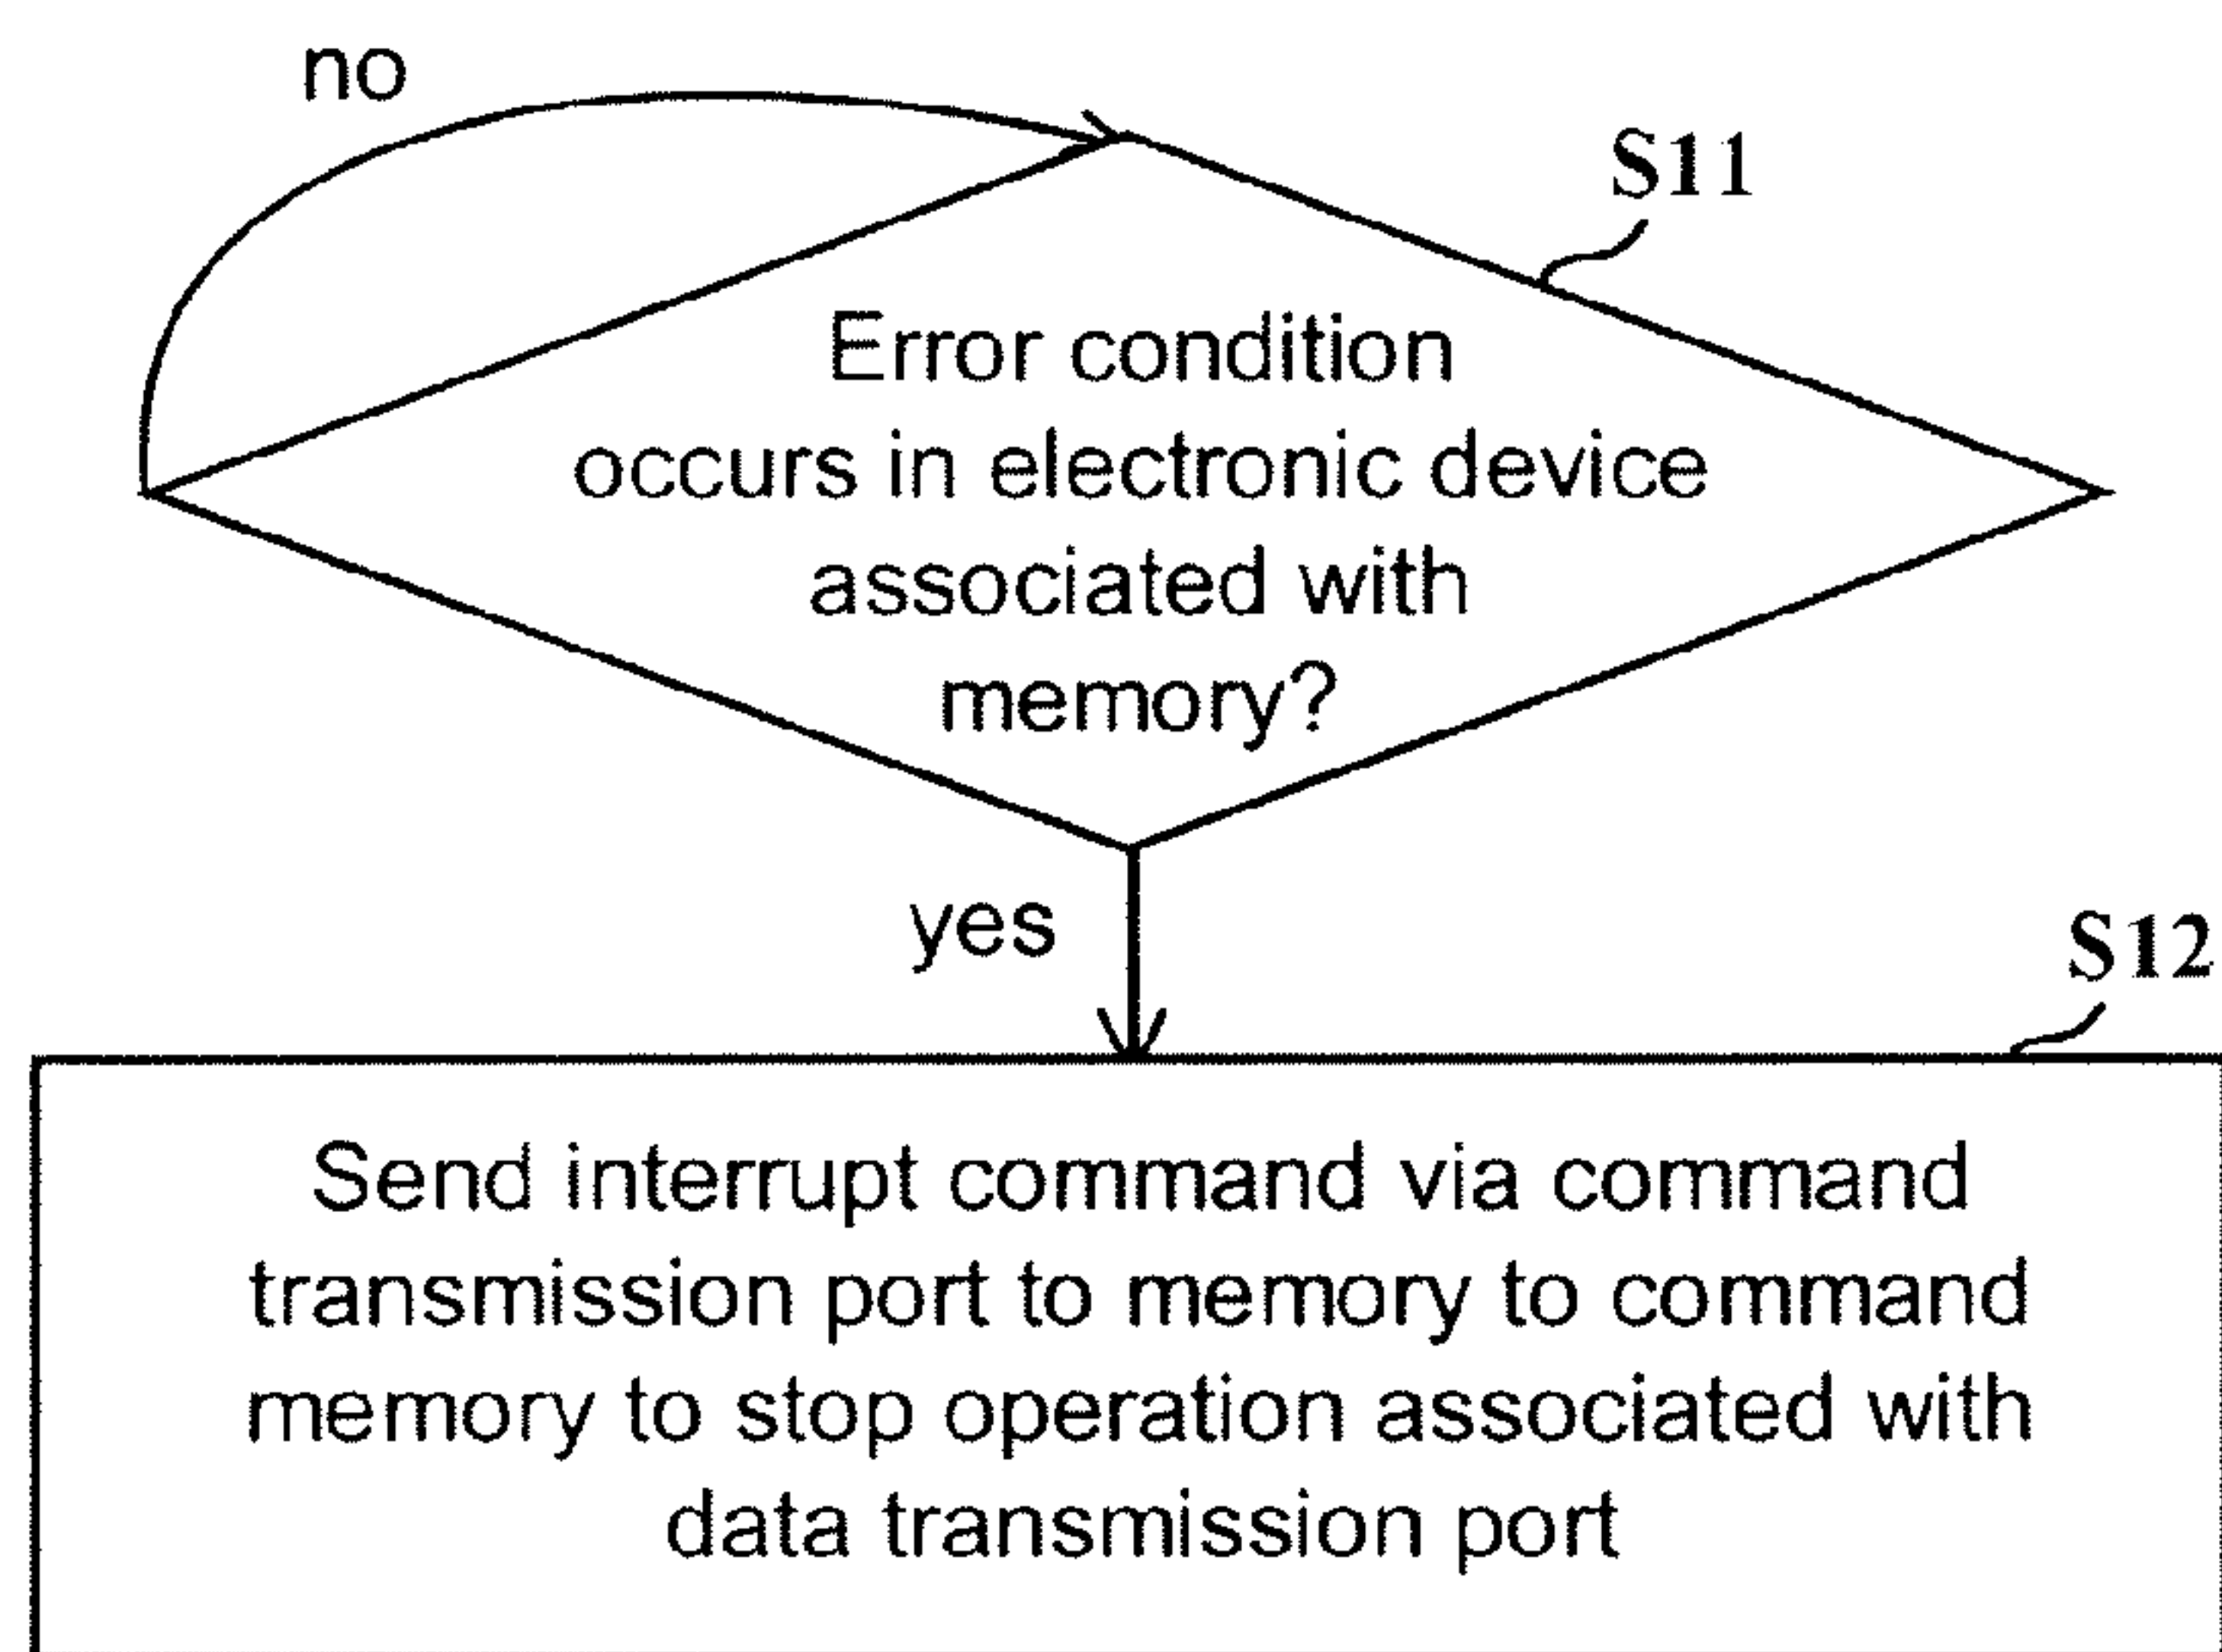 no
S11
Error condition
occurs in electronic device
associated with
memory?
yes
S12
Send interrupt command via command
transmission port to memory to command
memory to stop operation associated with
data transmission port